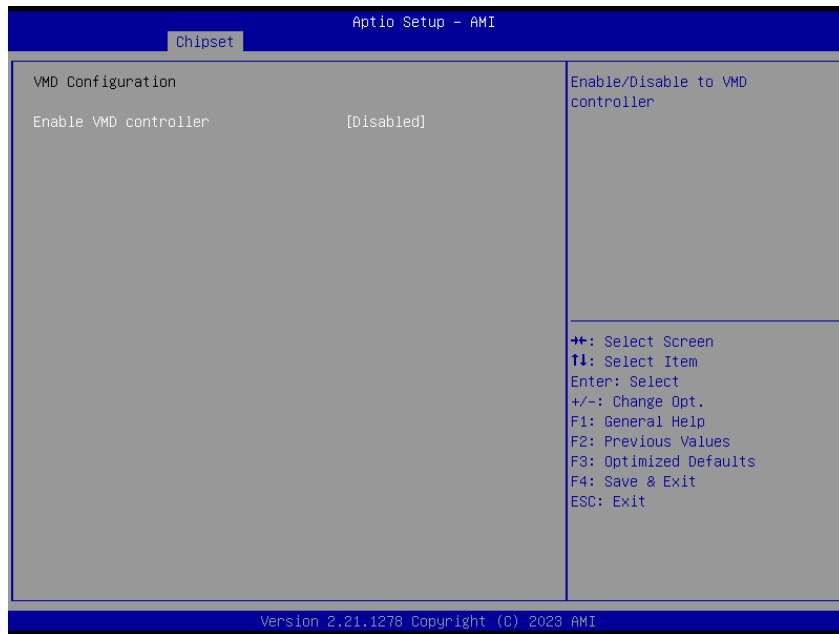 Aptio Setup – AMI
Chipset
VMD Configuration
Enable VMD controller [Disabled]
Enable/Disable to VMD
controller
→←: Select Screen
↑↓: Select Item
Enter: Select
+/-: Change Opt.
F1: General Help
F2: Previous Values
F3: Optimized Defaults
F4: Save & Exit
ESC: Exit
Version 2.21.1278 Copyright (C) 2023 AMI